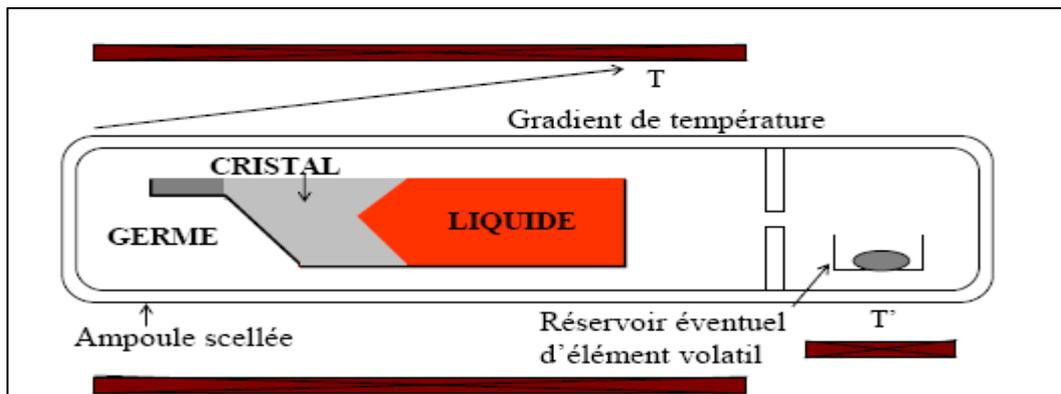 T
Gradient de température
CRISTAL
LIQUIDE
GERME
Ampoule scellée
Réservoir éventuel
d'élément volatil
T'